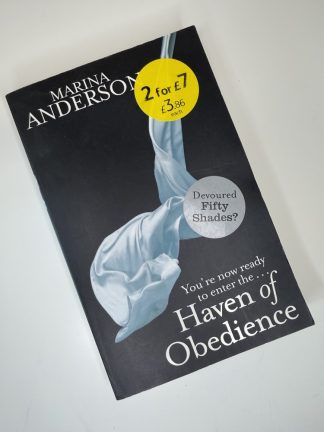 MARINA
ANDERSON
2 for £7
£3.86
each
Devoured
Fifty
Shades?
You're now ready
to enter the . . .
Haven of
Obedience